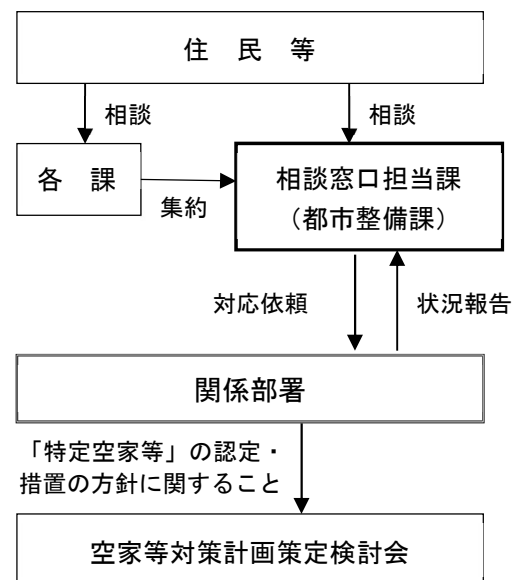 住　民　等
相談
相談
各　課
集約
相談窓口担当課
（都市整備課）
対応依頼
状況報告
関係部署
「特定空家等」の認定・
措置の方針に関すること
空家等対策計画策定検討会